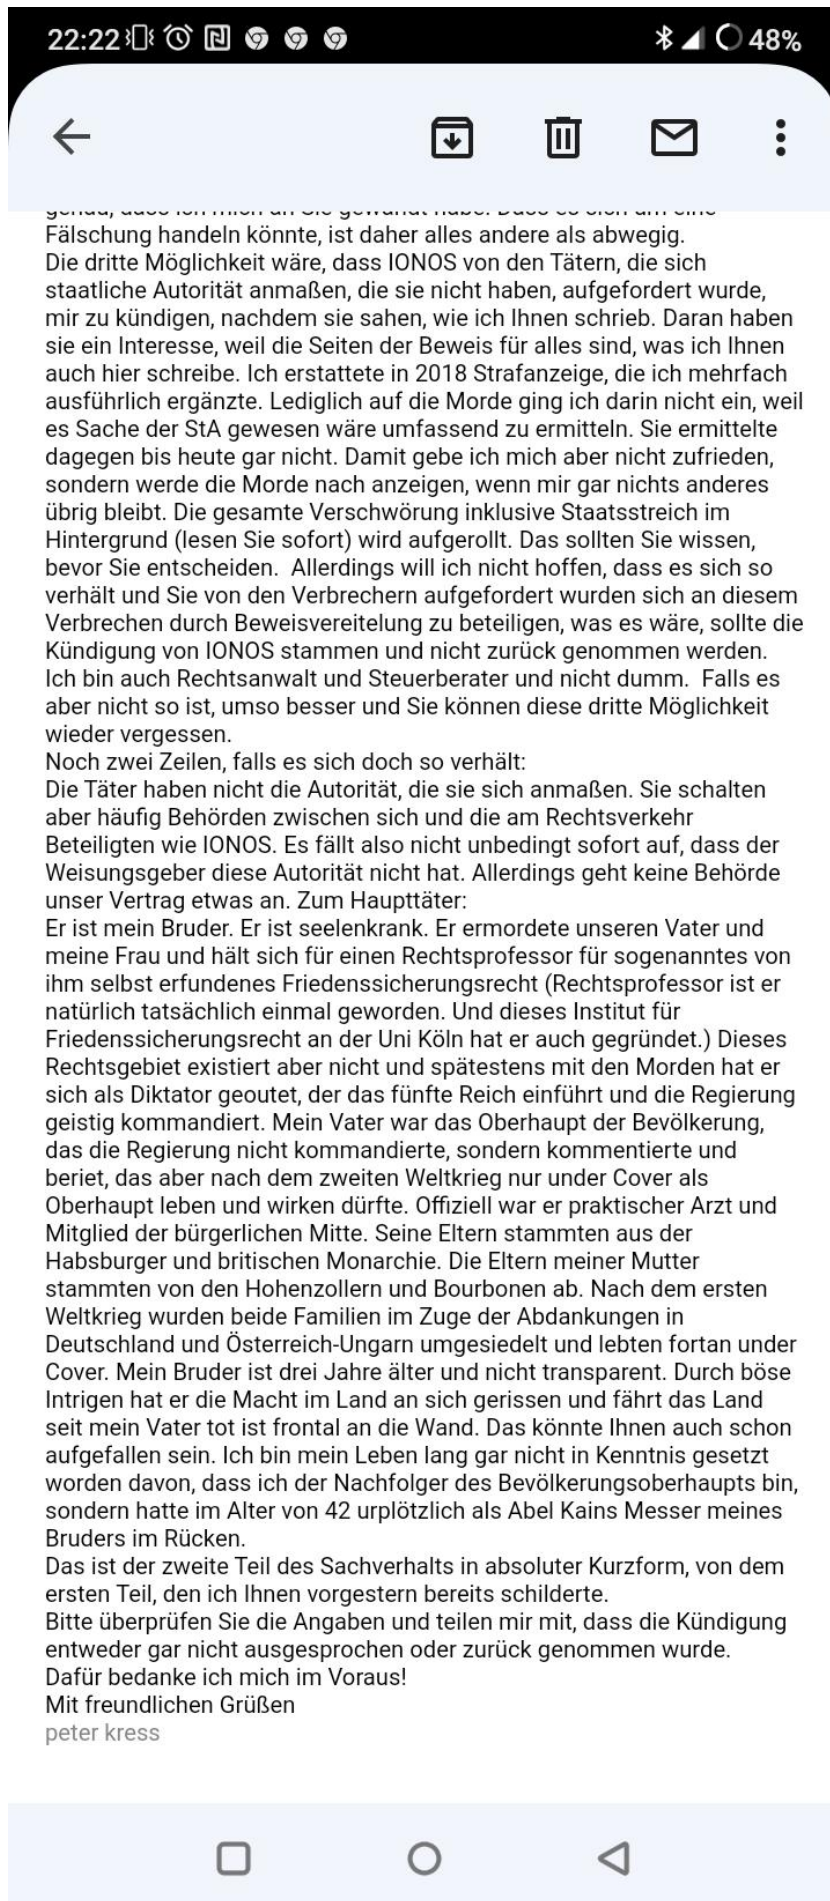 22:22
48%
genau, dass ich mich an Sie gewandt habe. Dass es sich um eine
Fälschung handeln könnte, ist daher alles andere als abwegig.
Die dritte Möglichkeit wäre, dass IONOS von den Tätern, die sich
staatliche Autorität anmaßen, die sie nicht haben, aufgefordert wurde,
mir zu kündigen, nachdem sie sahen, wie ich Ihnen schrieb. Daran haben
sie ein Interesse, weil die Seiten der Beweis für alles sind, was ich Ihnen
auch hier schreibe. Ich erstattete in 2018 Strafanzeige, die ich mehrfach
ausführlich ergänzte. Lediglich auf die Morde ging ich darin nicht ein, weil
es Sache der StA gewesen wäre umfassend zu ermitteln. Sie ermittelte
dagegen bis heute gar nicht. Damit gebe ich mich aber nicht zufrieden,
sondern werde die Morde nach anzeigen, wenn mir gar nichts anderes
übrig bleibt. Die gesamte Verschwörung inklusive Staatsstreich im
Hintergrund (lesen Sie sofort) wird aufgerollt. Das sollten Sie wissen,
bevor Sie entscheiden.  Allerdings will ich nicht hoffen, dass es sich so
verhält und Sie von den Verbrechern aufgefordert wurden sich an diesem
Verbrechen durch Beweisvereitelung zu beteiligen, was es wäre, sollte die
Kündigung von IONOS stammen und nicht zurück genommen werden.
Ich bin auch Rechtsanwalt und Steuerberater und nicht dumm.  Falls es
aber nicht so ist, umso besser und Sie können diese dritte Möglichkeit
wieder vergessen.
Noch zwei Zeilen, falls es sich doch so verhält:
Die Täter haben nicht die Autorität, die sie sich anmaßen. Sie schalten
aber häufig Behörden zwischen sich und die am Rechtsverkehr
Beteiligten wie IONOS. Es fällt also nicht unbedingt sofort auf, dass der
Weisungsgeber diese Autorität nicht hat. Allerdings geht keine Behörde
unser Vertrag etwas an. Zum Haupttäter:
Er ist mein Bruder. Er ist seelenkrank. Er ermordete unseren Vater und
meine Frau und hält sich für einen Rechtsprofessor für sogenanntes von
ihm selbst erfundenes Friedenssicherungsrecht (Rechtsprofessor ist er
natürlich tatsächlich einmal geworden. Und dieses Institut für
Friedenssicherungsrecht an der Uni Köln hat er auch gegründet.) Dieses
Rechtsgebiet existiert aber nicht und spätestens mit den Morden hat er
sich als Diktator geoutet, der das fünfte Reich einführt und die Regierung
geistig kommandiert. Mein Vater war das Oberhaupt der Bevölkerung,
das die Regierung nicht kommandierte, sondern kommentierte und
beriet, das aber nach dem zweiten Weltkrieg nur under Cover als
Oberhaupt leben und wirken dürfte. Offiziell war er praktischer Arzt und
Mitglied der bürgerlichen Mitte. Seine Eltern stammten aus der
Habsburger und britischen Monarchie. Die Eltern meiner Mutter
stammten von den Hohenzollern und Bourbonen ab. Nach dem ersten
Weltkrieg wurden beide Familien im Zuge der Abdankungen in
Deutschland und Österreich-Ungarn umgesiedelt und lebten fortan under
Cover. Mein Bruder ist drei Jahre älter und nicht transparent. Durch böse
Intrigen hat er die Macht im Land an sich gerissen und fährt das Land
seit mein Vater tot ist frontal an die Wand. Das könnte Ihnen auch schon
aufgefallen sein. Ich bin mein Leben lang gar nicht in Kenntnis gesetzt
worden davon, dass ich der Nachfolger des Bevölkerungsoberhaupts bin,
sondern hatte im Alter von 42 urplötzlich als Abel Kains Messer meines
Bruders im Rücken.
Das ist der zweite Teil des Sachverhalts in absoluter Kurzform, von dem
ersten Teil, den ich Ihnen vorgestern bereits schilderte.
Bitte überprüfen Sie die Angaben und teilen mir mit, dass die Kündigung
entweder gar nicht ausgesprochen oder zurück genommen wurde.
Dafür bedanke ich mich im Voraus!
Mit freundlichen Grüßen
peter kress